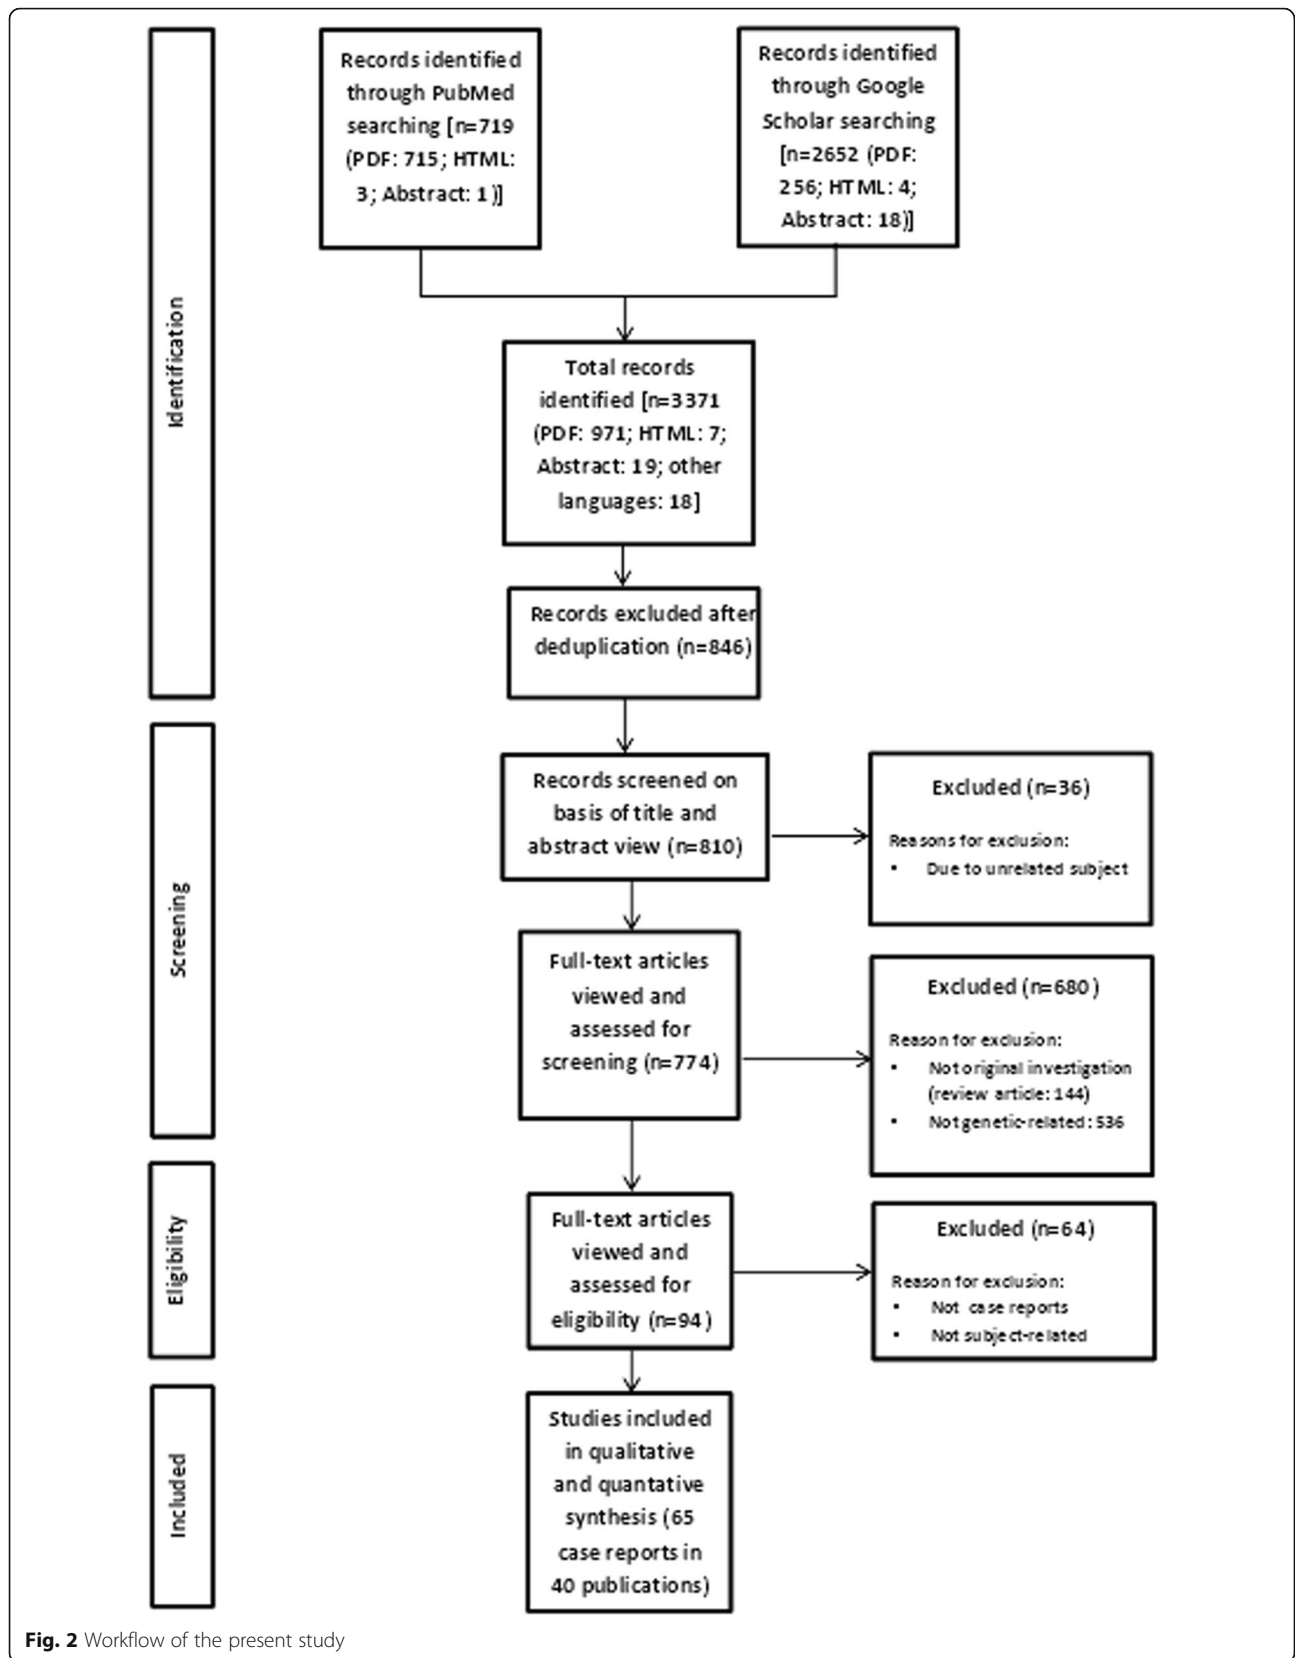 Identification
Records identified
through PubMed
searching [n=719
(PDF: 715; HTML:
3; Abstract: 1)]
Records identified
through Google
Scholar searching
[n=2652 (PDF:
256; HTML: 4;
Abstract: 18)]
Total records
identified [n=3371
(PDF: 971; HTML: 7;
Abstract: 19; other
languages: 18]
Records excluded after
deduplication (n=846)
Screening
Records screened on
basis of title and
abstract view (n=810)
Excluded (n=36)
Reasons for exclusion:
▪ Due to unrelated subject
Full-text articles
viewed and
assessed for
screening (n=774)
Excluded (n=680)
Reason for exclusion:
▪ Not original investigation
(review article: 144)
▪ Not genetic-related: 536
Eligibility
Full-text articles
viewed and
assessed for
eligibility (n=94)
Excluded (n=64)
Reason for exclusion:
▪ Not case reports
▪ Not subject-related
Included
Studies included
in qualitative
and quantative
synthesis (65
case reports in
40 publications)
Fig. 2 Workflow of the present study